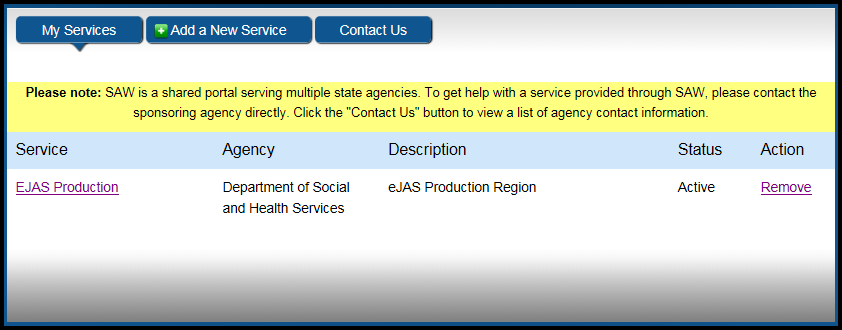 My Services Add a New Service Contact Us
Please note: SAW is a shared portal serving multiple state agencies. To get help with a service provided through SAW, please contact the
sponsoring agency directly. Click the "Contact Us" button to view a list of agency contact information.
Service Agency Description Status Action
EJAS Production Department of Social eJAS Production Region Active Remove
and Health Services